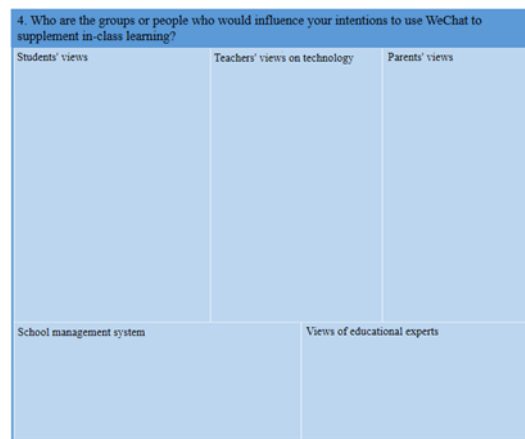 4. Who are the groups or people who would influence your intentions to use WeChat to
supplement in-class learning?
Students' views
Teachers' views on technology
Parents' views
School management system
Views of educational experts